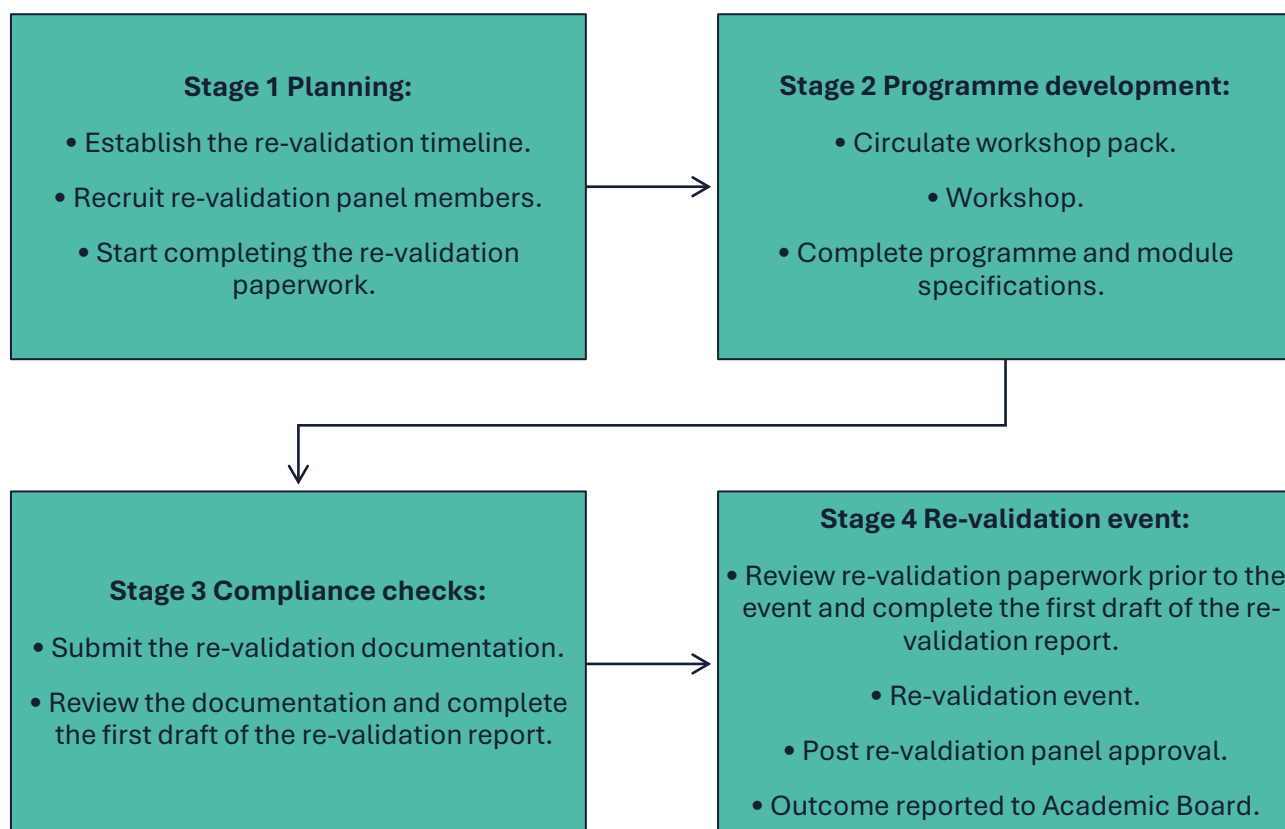 Stage 1 Planning:
• Establish the re-validation timeline.
• Recruit re-validation panel members.
• Start completing the re-validation
paperwork.
Stage 2 Programme development:
• Circulate workshop pack.
• Workshop.
• Complete programme and module
specifications.
Stage 3 Compliance checks:
• Submit the re-validation documentation.
• Review the documentation and complete
the first draft of the re-validation report.
Stage 4 Re-validation event:
• Review re-validation paperwork prior to the
event and complete the first draft of the re-
validation report.
• Re-validation event.
• Post re-valdiation panel approval.
• Outcome reported to Academic Board.